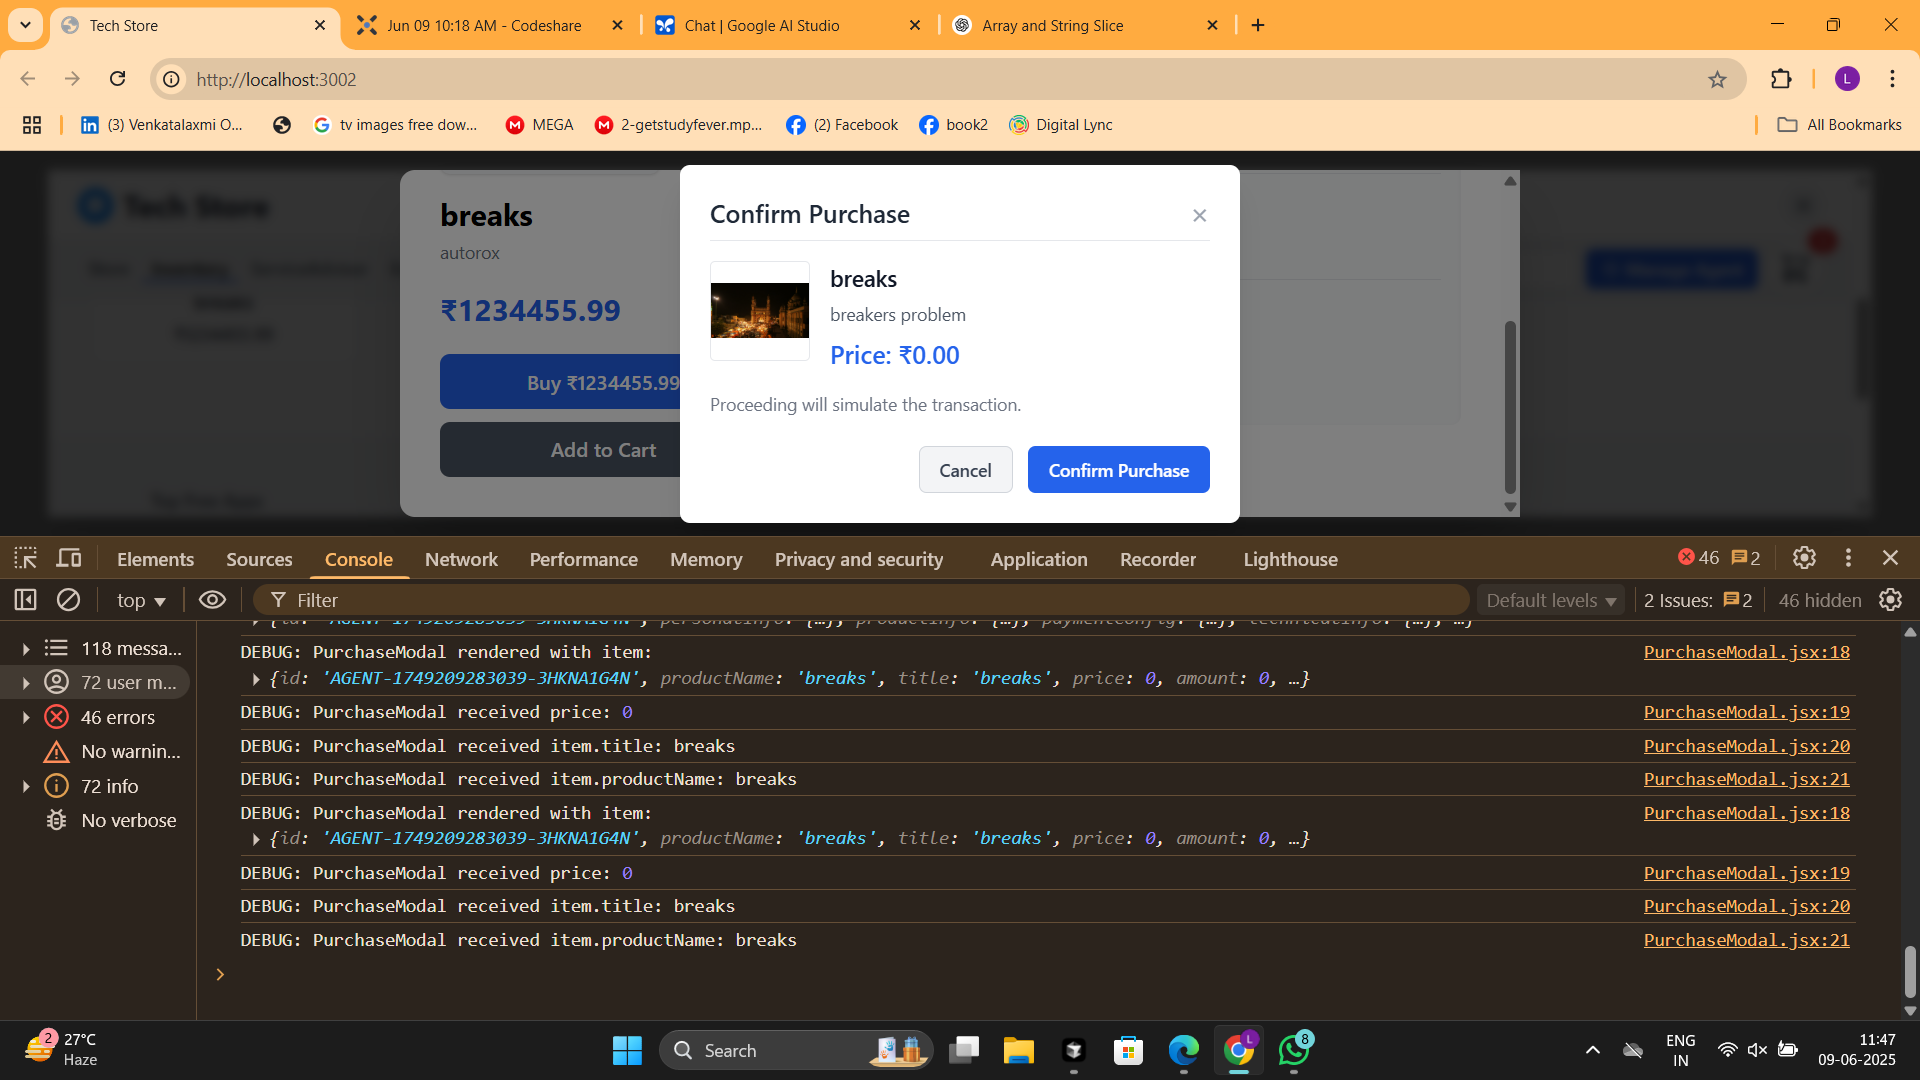 Tech Store
Jun 09 10:18 AM - Codeshare
Chat | Google AI Studio
Array and String Slice
http://localhost:3002
L
(3) Venkatalaxmi O...
tv images free dow...
MEGA
2-getstudyfever.mp...
(2) Facebook
book2
Digital Lync
All Bookmarks
Tech Store
breaks
autorox
₹1234455.99
Buy ₹1234455.99
Add to Cart
Confirm Purchase
breaks
breakers problem
Price: ₹0.00
Proceeding will simulate the transaction.
Cancel
Confirm Purchase
Elements
Sources
Console
Network
Performance
Memory
Privacy and security
Application
Recorder
Lighthouse
46
2
top
Filter
Default levels
2 Issues: 2
46 hidden
118 messa...
72 user m...
46 errors
No warnin...
72 info
No verbose
DEBUG: PurchaseModal rendered with item: PurchaseModal.jsx:18
{id: 'AGENT-1749209283039-3HKNA1G4N', productName: 'breaks', title: 'breaks', price: 0, amount: 0, …}
DEBUG: PurchaseModal received price: 0 PurchaseModal.jsx:19
DEBUG: PurchaseModal received item.title: breaks PurchaseModal.jsx:20
DEBUG: PurchaseModal received item.productName: breaks PurchaseModal.jsx:21
DEBUG: PurchaseModal rendered with item: PurchaseModal.jsx:18
{id: 'AGENT-1749209283039-3HKNA1G4N', productName: 'breaks', title: 'breaks', price: 0, amount: 0, …}
DEBUG: PurchaseModal received price: 0 PurchaseModal.jsx:19
DEBUG: PurchaseModal received item.title: breaks PurchaseModal.jsx:20
DEBUG: PurchaseModal received item.productName: breaks PurchaseModal.jsx:21
2
27°C
Haze
Search
L
8
ENG
IN
11:47
09-06-2025